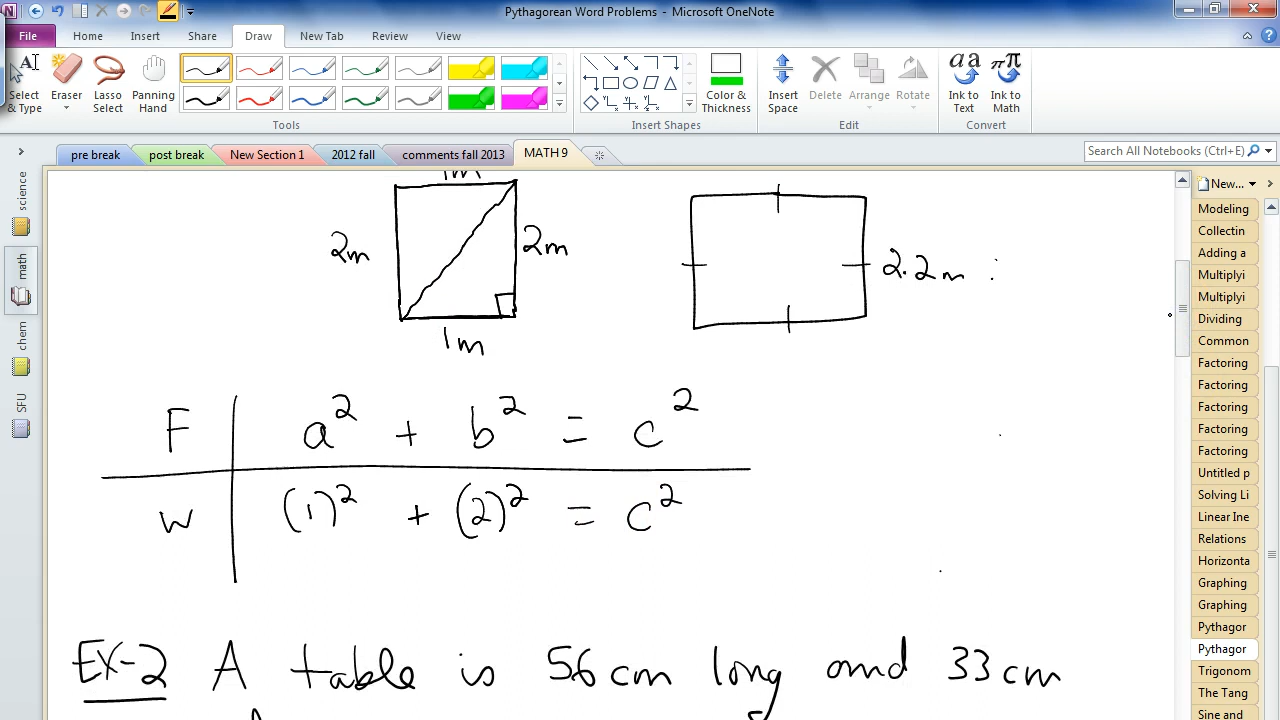 Pythagorean Word Problems - Microsoft OneNote
File Home Insert Share Draw New Tab Review View
Select & Type
Eraser
Lasso Select
Panning Hand
Color & Thickness
Insert Space
Delete
Arrange
Rotate
Ink to Text
Ink to Math
Tools Insert Shapes Edit Convert
pre break post break New Section 1 2012 fall comments fall 2013 MATH 9 Search All Notebooks (Ctrl+E)
science
math
chem
SFU
New...
Modeling
Collectin
Adding a
Multiplyi
Multiplyi
Dividing
Common
Factoring
Factoring
Factoring
Factoring
Factoring
Untitled p
Solving Li
Linear Ine
Relations
Horizonta
Graphing
Graphing
Pythagor
Pythagor
Trigonom
The Tang
Sine and
1m
2m 2m 2.2m
1m
F a² + b² = c²
W (1)² + (2)² = c²
EX-2 A table is 56 cm long and 33 cm